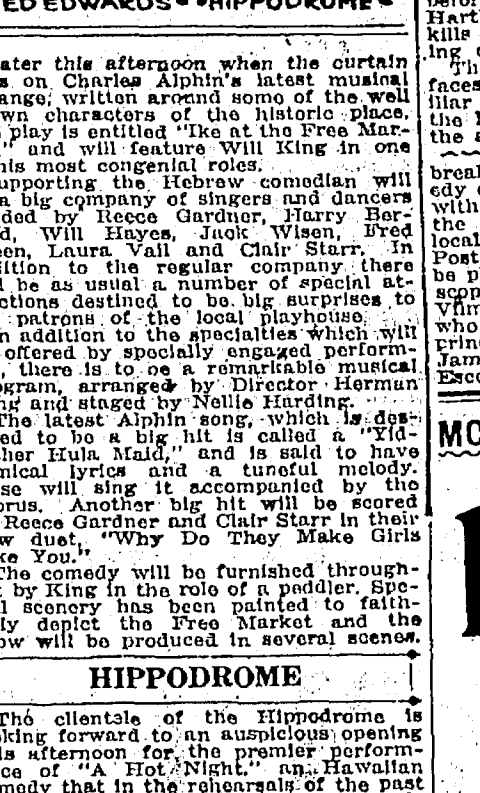 ED EDWARDS "HIPPODROME"
ater this afternoon when the curtain
s on Charles Alphin's latest musical
ange, written around some of the well
wn characters of the historic place.
play is entitled "Ike at the Free Mar-
" and will feature Will King in one
his most congenial roles.
upporting the Hebrew comedian will
a big company of singers and dancers
ded by Reece Gardner, Harry Ber-
d, Will Hayes, Jack Wisen, Fred
een, Laura Vail and Clair Starr. In
ition to the regular company there
l be as usual a number of special at-
ctions destined to be big surprises to
patrons of the local playhouse.
n addition to the specialties which will
offered by specially engaged perform-
, there is to be a remarkable musical
ogram, arranged by Director Herman
ng and staged by Nellie Harding.
The latest Alphin song, which is des-
ed to be a big hit is called a "Yid-
her Hula Maid," and is said to have
mical lyrics and a tuneful melody.
se will sing it accompanied by the
orus. Another big hit will be scored
Reece Gardner and Clair Starr in their
w duet, "Why Do They Make Girls
ke You."
The comedy will be furnished through-
t by King in the role of a peddler. Spe-
l scenery has been painted to faith-
ly depict the Free Market and the
ow will be produced in several scenes.
HIPPODROME
The clientele of the Hippodrome is
king forward to an auspicious opening
is afternoon for the premier perform-
ce of "A Hot Night," an Hawaiian
medy that in the rehearsals of the past
Hart
kills
ing
Th
faces
iliar
the
the
break
edy
with
the
local
Post
be p
scop
Vilm
who
prin
Jam
Esco
MO